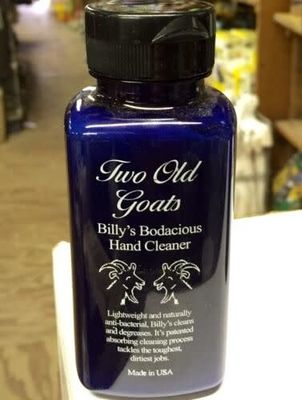 Two Old
Goats
Billy's Bodacious
Hand Cleaner
Lightweight and naturally
anti-bacterial, Billy's cleans
and degreases. It's patented
absorbing cleaning process
tackles the toughest,
dirtiest jobs.
Made in USA